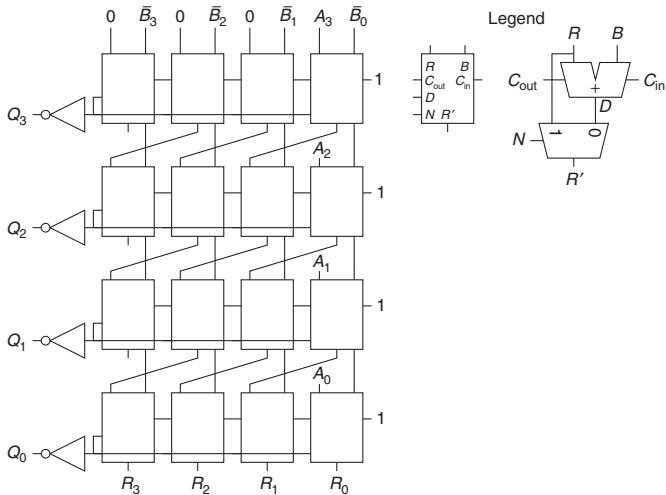 0 B̅3 0 B̅2 0 B̅1 A3 B̅0
1
Q3
A2
1
Q2
A1
1
Q1
A0
1
Q0
R3 R2 R1 R0
Legend
R B
Cout Cin
D
N R′
R B
Cout + Cin
D
N 1 0
R′